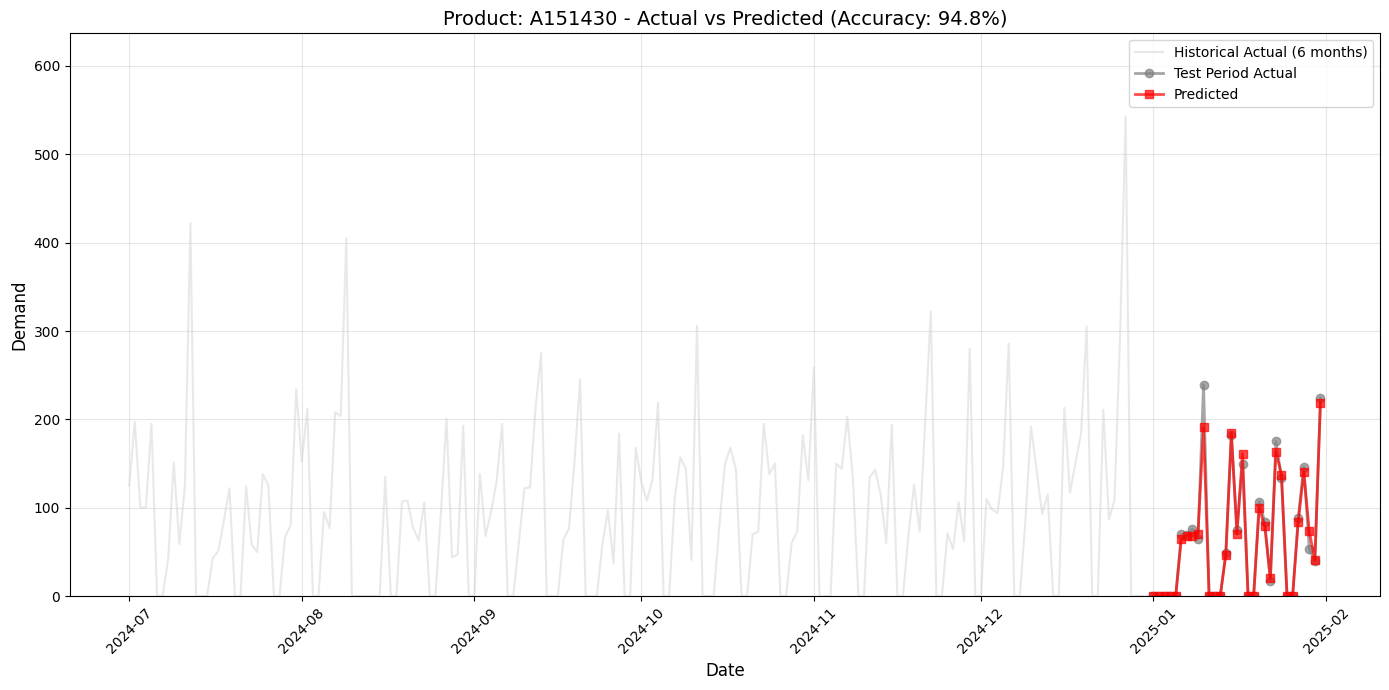 Product: A151430 - Actual vs Predicted (Accuracy: 94.8%)
Historical Actual (6 months)
Test Period Actual
Predicted
Demand
600
500
400
300
200
100
0
2024-07
2024-08
2024-09
2024-10
2024-11
2024-12
2025-01
2025-02
Date